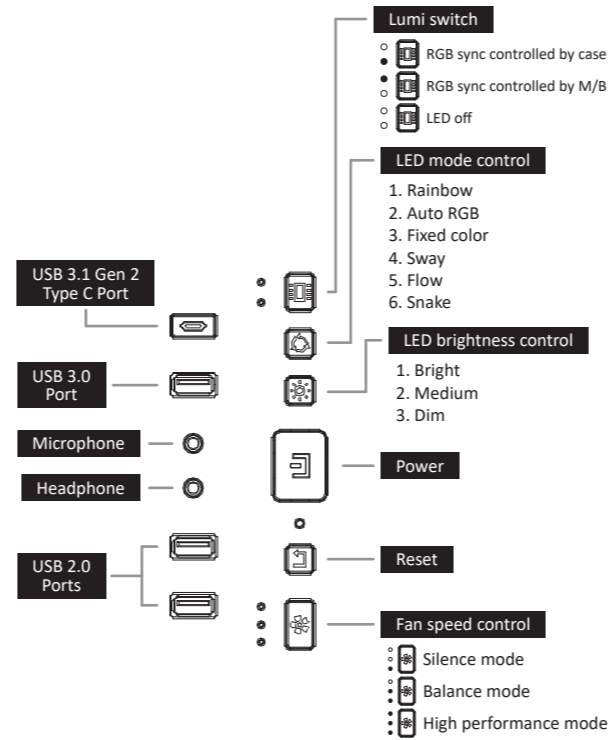 Lumi switch
RGB sync controlled by case
RGB sync controlled by M/B
LED off
LED mode control
1. Rainbow
2. Auto RGB
3. Fixed color
4. Sway
5. Flow
6. Snake
USB 3.1 Gen 2
Type C Port
LED brightness control
1. Bright
2. Medium
3. Dim
USB 3.0
Port
Microphone
Headphone
Power
USB 2.0
Ports
Reset
Fan speed control
Silence mode
Balance mode
High performance mode